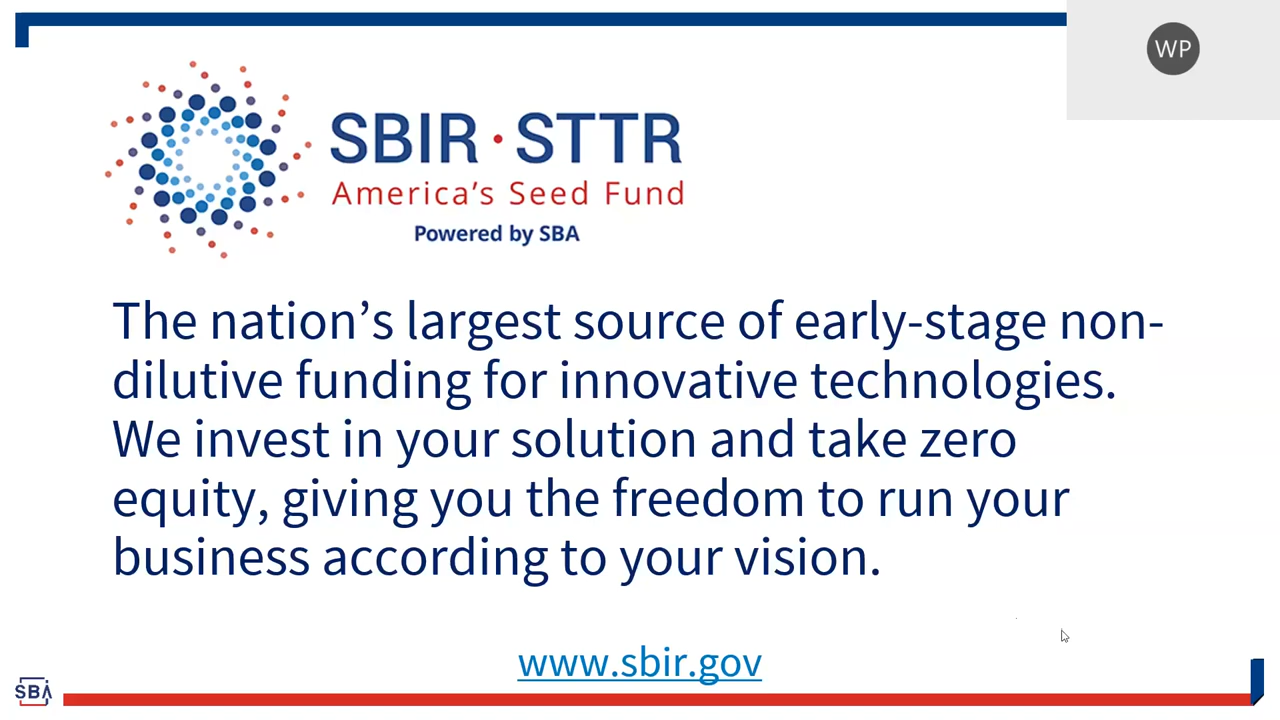 WP
SBIR · STTR
America's Seed Fund
Powered by SBA
The nation's largest source of early-stage non-
dilutive funding for innovative technologies.
We invest in your solution and take zero
equity, giving you the freedom to run your
business according to your vision.
www.sbir.gov
SBA